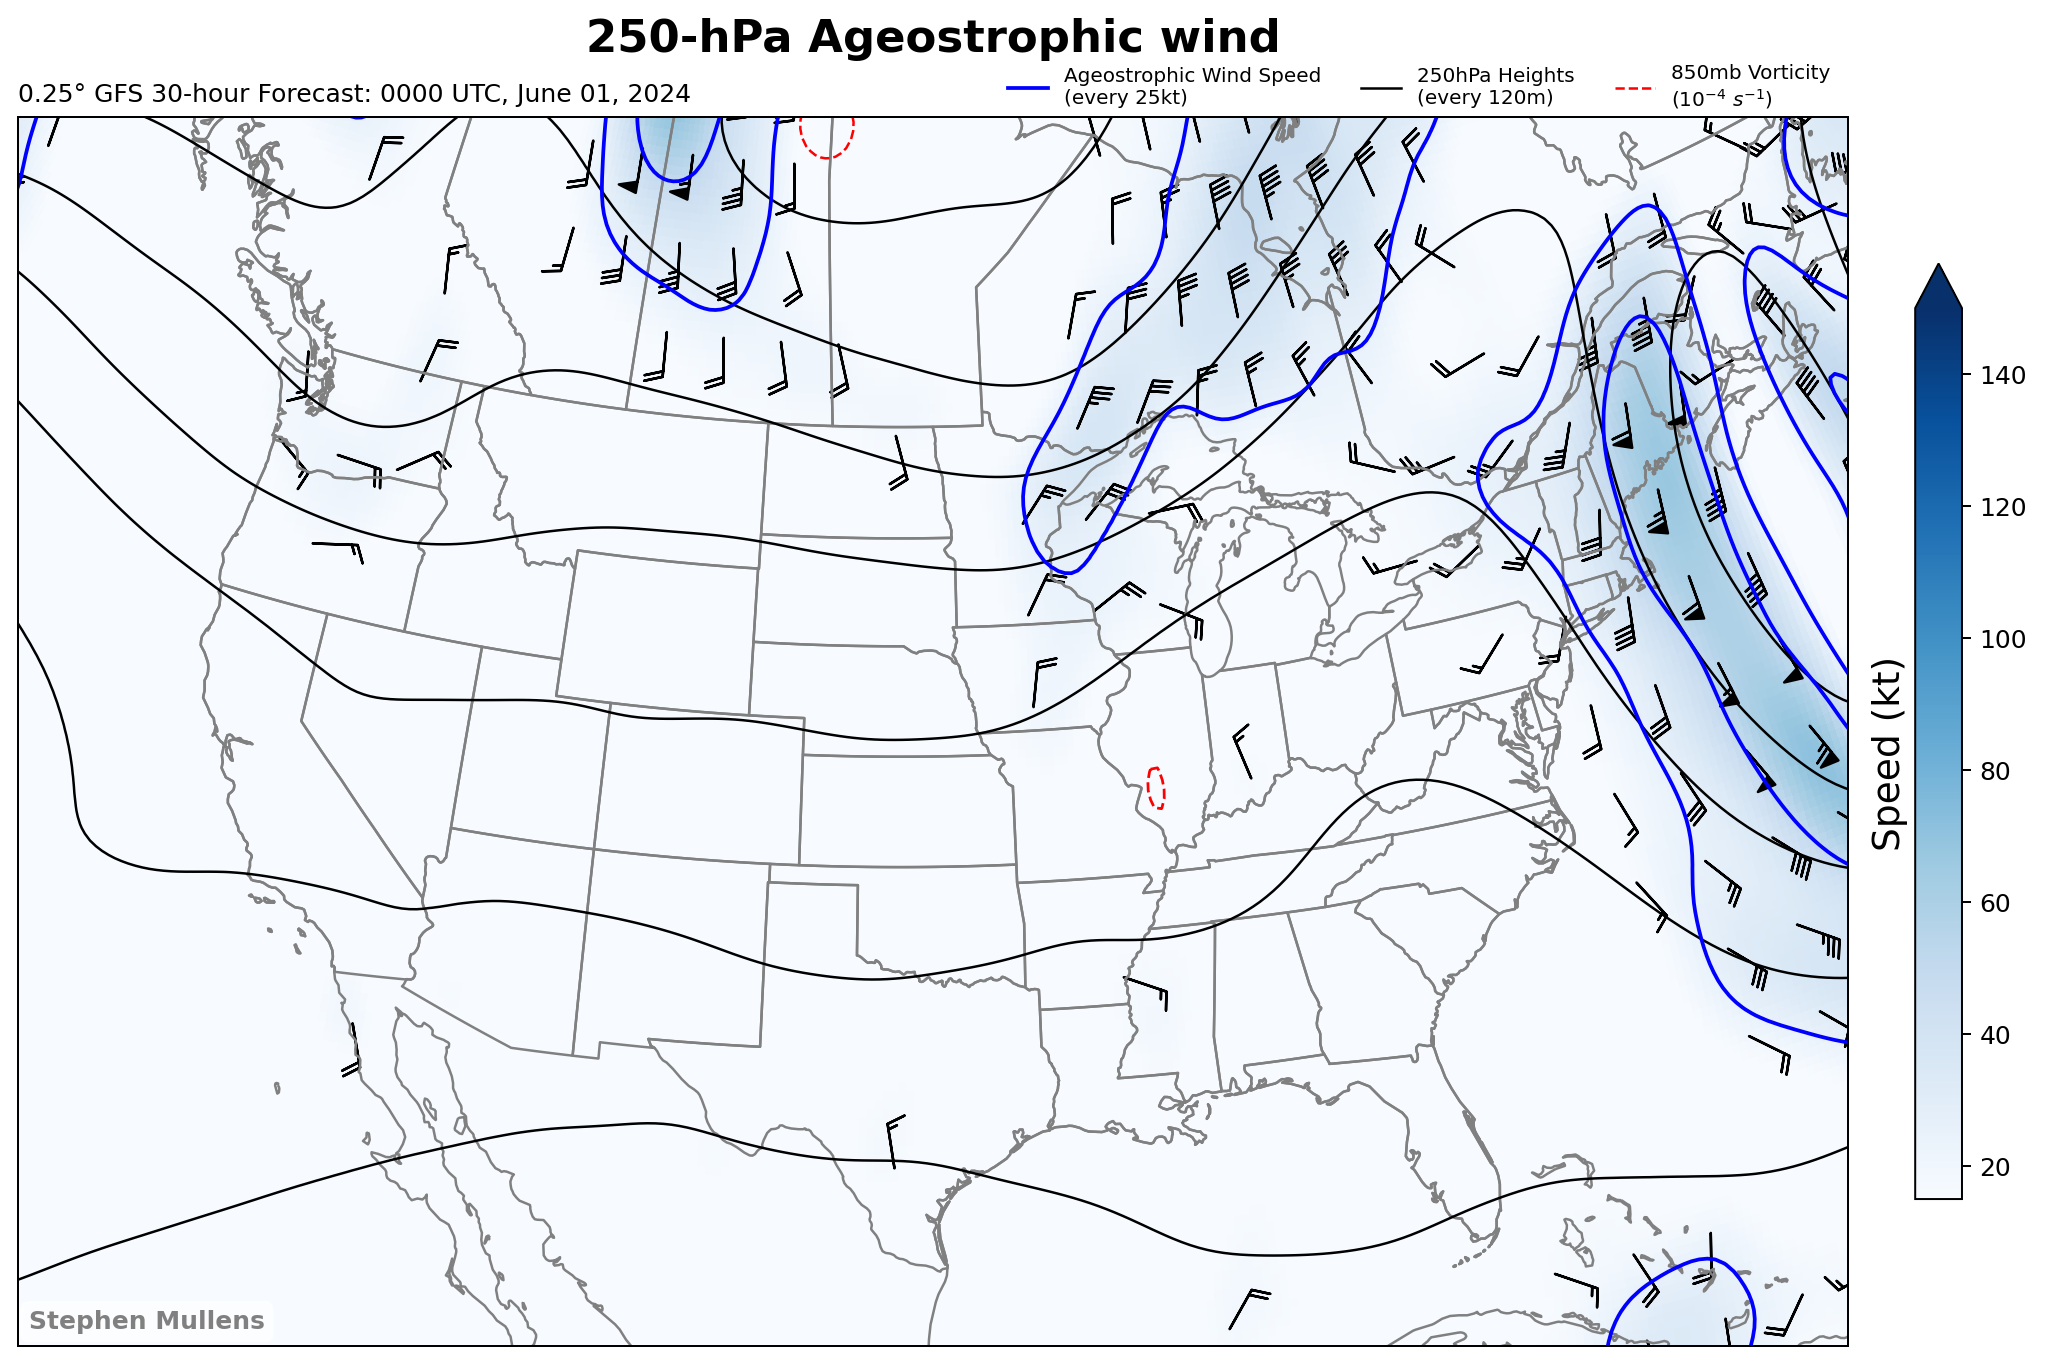 250-hPa Ageostrophic wind
0.25° GFS 30-hour Forecast: 0000 UTC, June 01, 2024
Ageostrophic Wind Speed
(every 25kt)
250hPa Heights
(every 120m)
850mb Vorticity
(10⁻⁴ s⁻¹)
140
120
100
80
60
40
20
Speed (kt)
Stephen Mullens